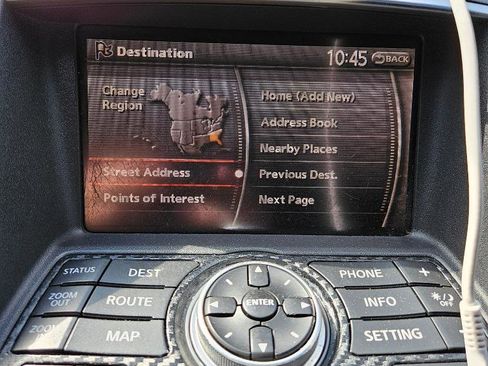 Destination
10:45
BACK
Change
Region
Street Address
Points of Interest
Home (Add New)
Address Book
Nearby Places
Previous Dest.
Next Page
STATUS
DEST
ZOOM
OUT
ROUTE
ZOOM
MAP
ENTER
PHONE
+
INFO
OFF
SETTING
-